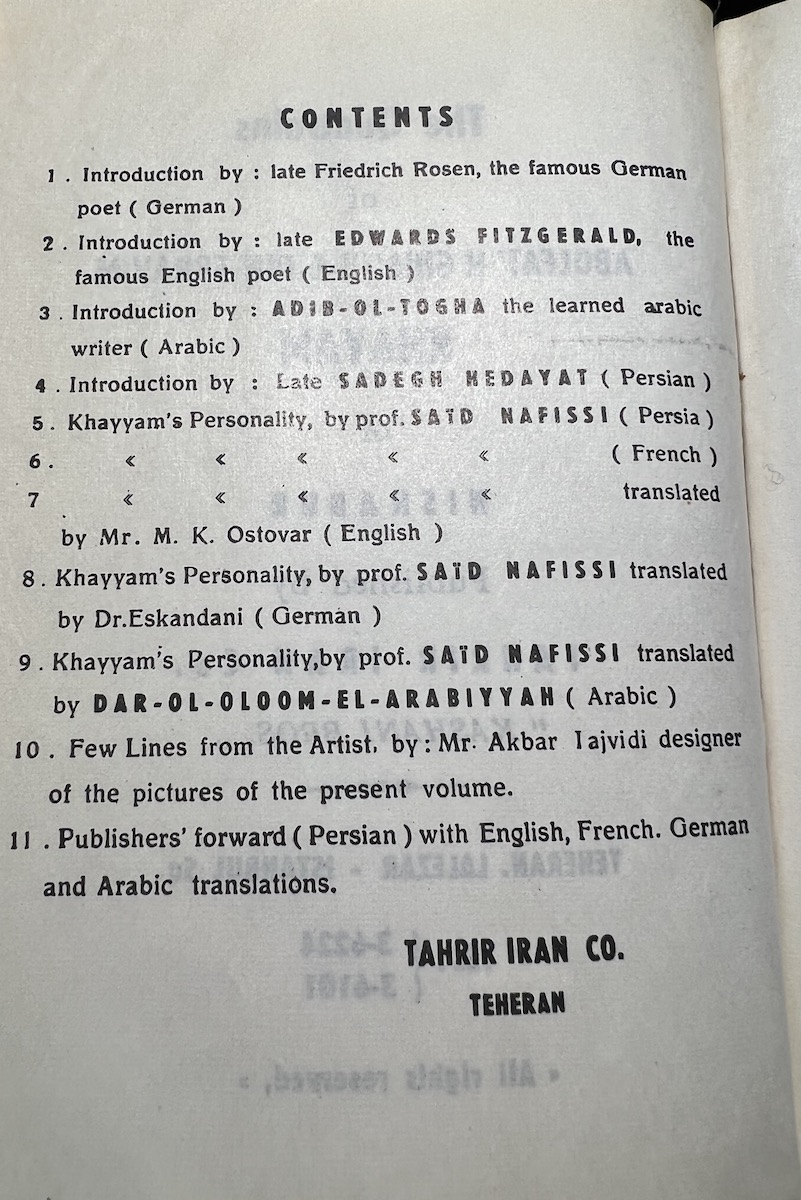 CONTENTS
1 . Introduction by : late Friedrich Rosen, the famous German
poet ( German )
2 . Introduction by : late EDWARDS FITZGERALD, the
famous English poet ( English )
3 . Introduction by : ADIB-OL-TOGHA the learned arabic
writer ( Arabic )
4 . Introduction by : Late SADEGH HEDAYAT ( Persian )
5 . Khayyam's Personality, by prof. SAÏD NAFISSI ( Persia )
6 . « « « « « ( French )
7 « « « « « translated
by Mr. M. K. Ostovar ( English )
8 . Khayyam's Personality, by prof. SAÏD NAFISSI translated
by Dr.Eskandani ( German )
9 . Khayyam's Personality,by prof. SAÏD NAFISSI translated
by DAR-OL-OLOOM-EL-ARABIYYAH ( Arabic )
10 . Few Lines from the Artist, by : Mr. Akbar Tajvidi designer
of the pictures of the present volume.
11 . Publishers' forward ( Persian ) with English, French. German
and Arabic translations.
TAHRIR IRAN CO.
TEHERAN